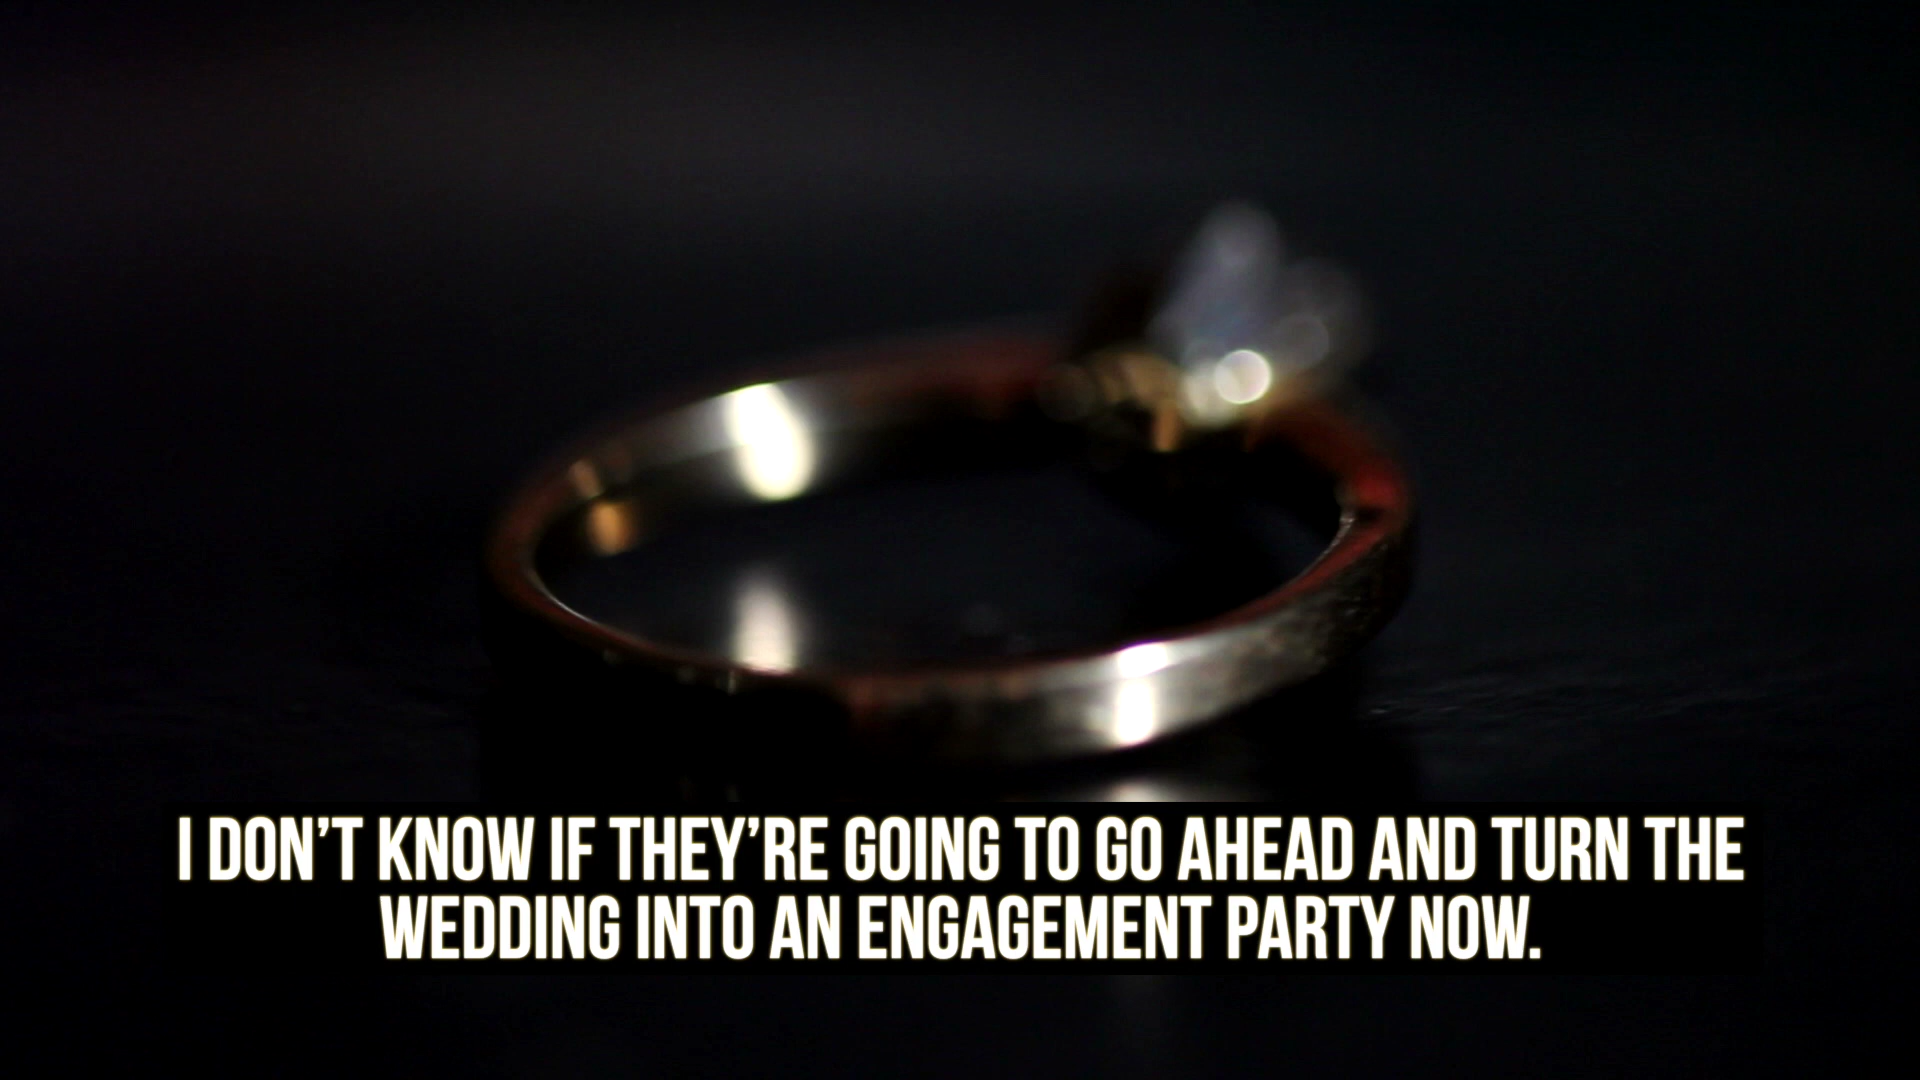 I DON'T KNOW IF THEY'RE GOING TO GO AHEAD AND TURN THE
WEDDING INTO AN ENGAGEMENT PARTY NOW.